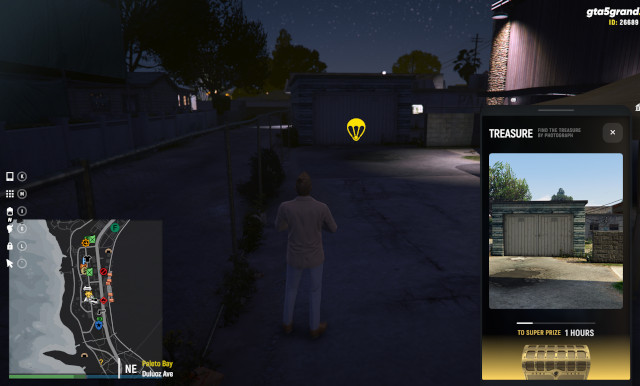 gta5grand.
ID: 26689
TREASURE
FIND THE TREASURE
BY PHOTOGRAPH
TO SUPER PRIZE 1 HOURS
K
M
I
L
NE
Paleto Bay
Duluoz Ave